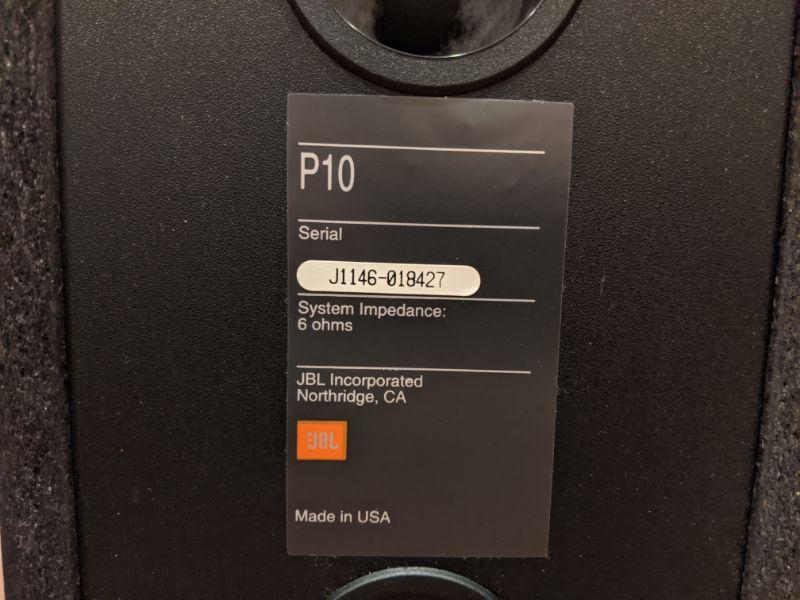 P10
Serial
J1146-018427
System Impedance:
6 ohms
JBL Incorporated
Northridge, CA
JBL
Made in USA